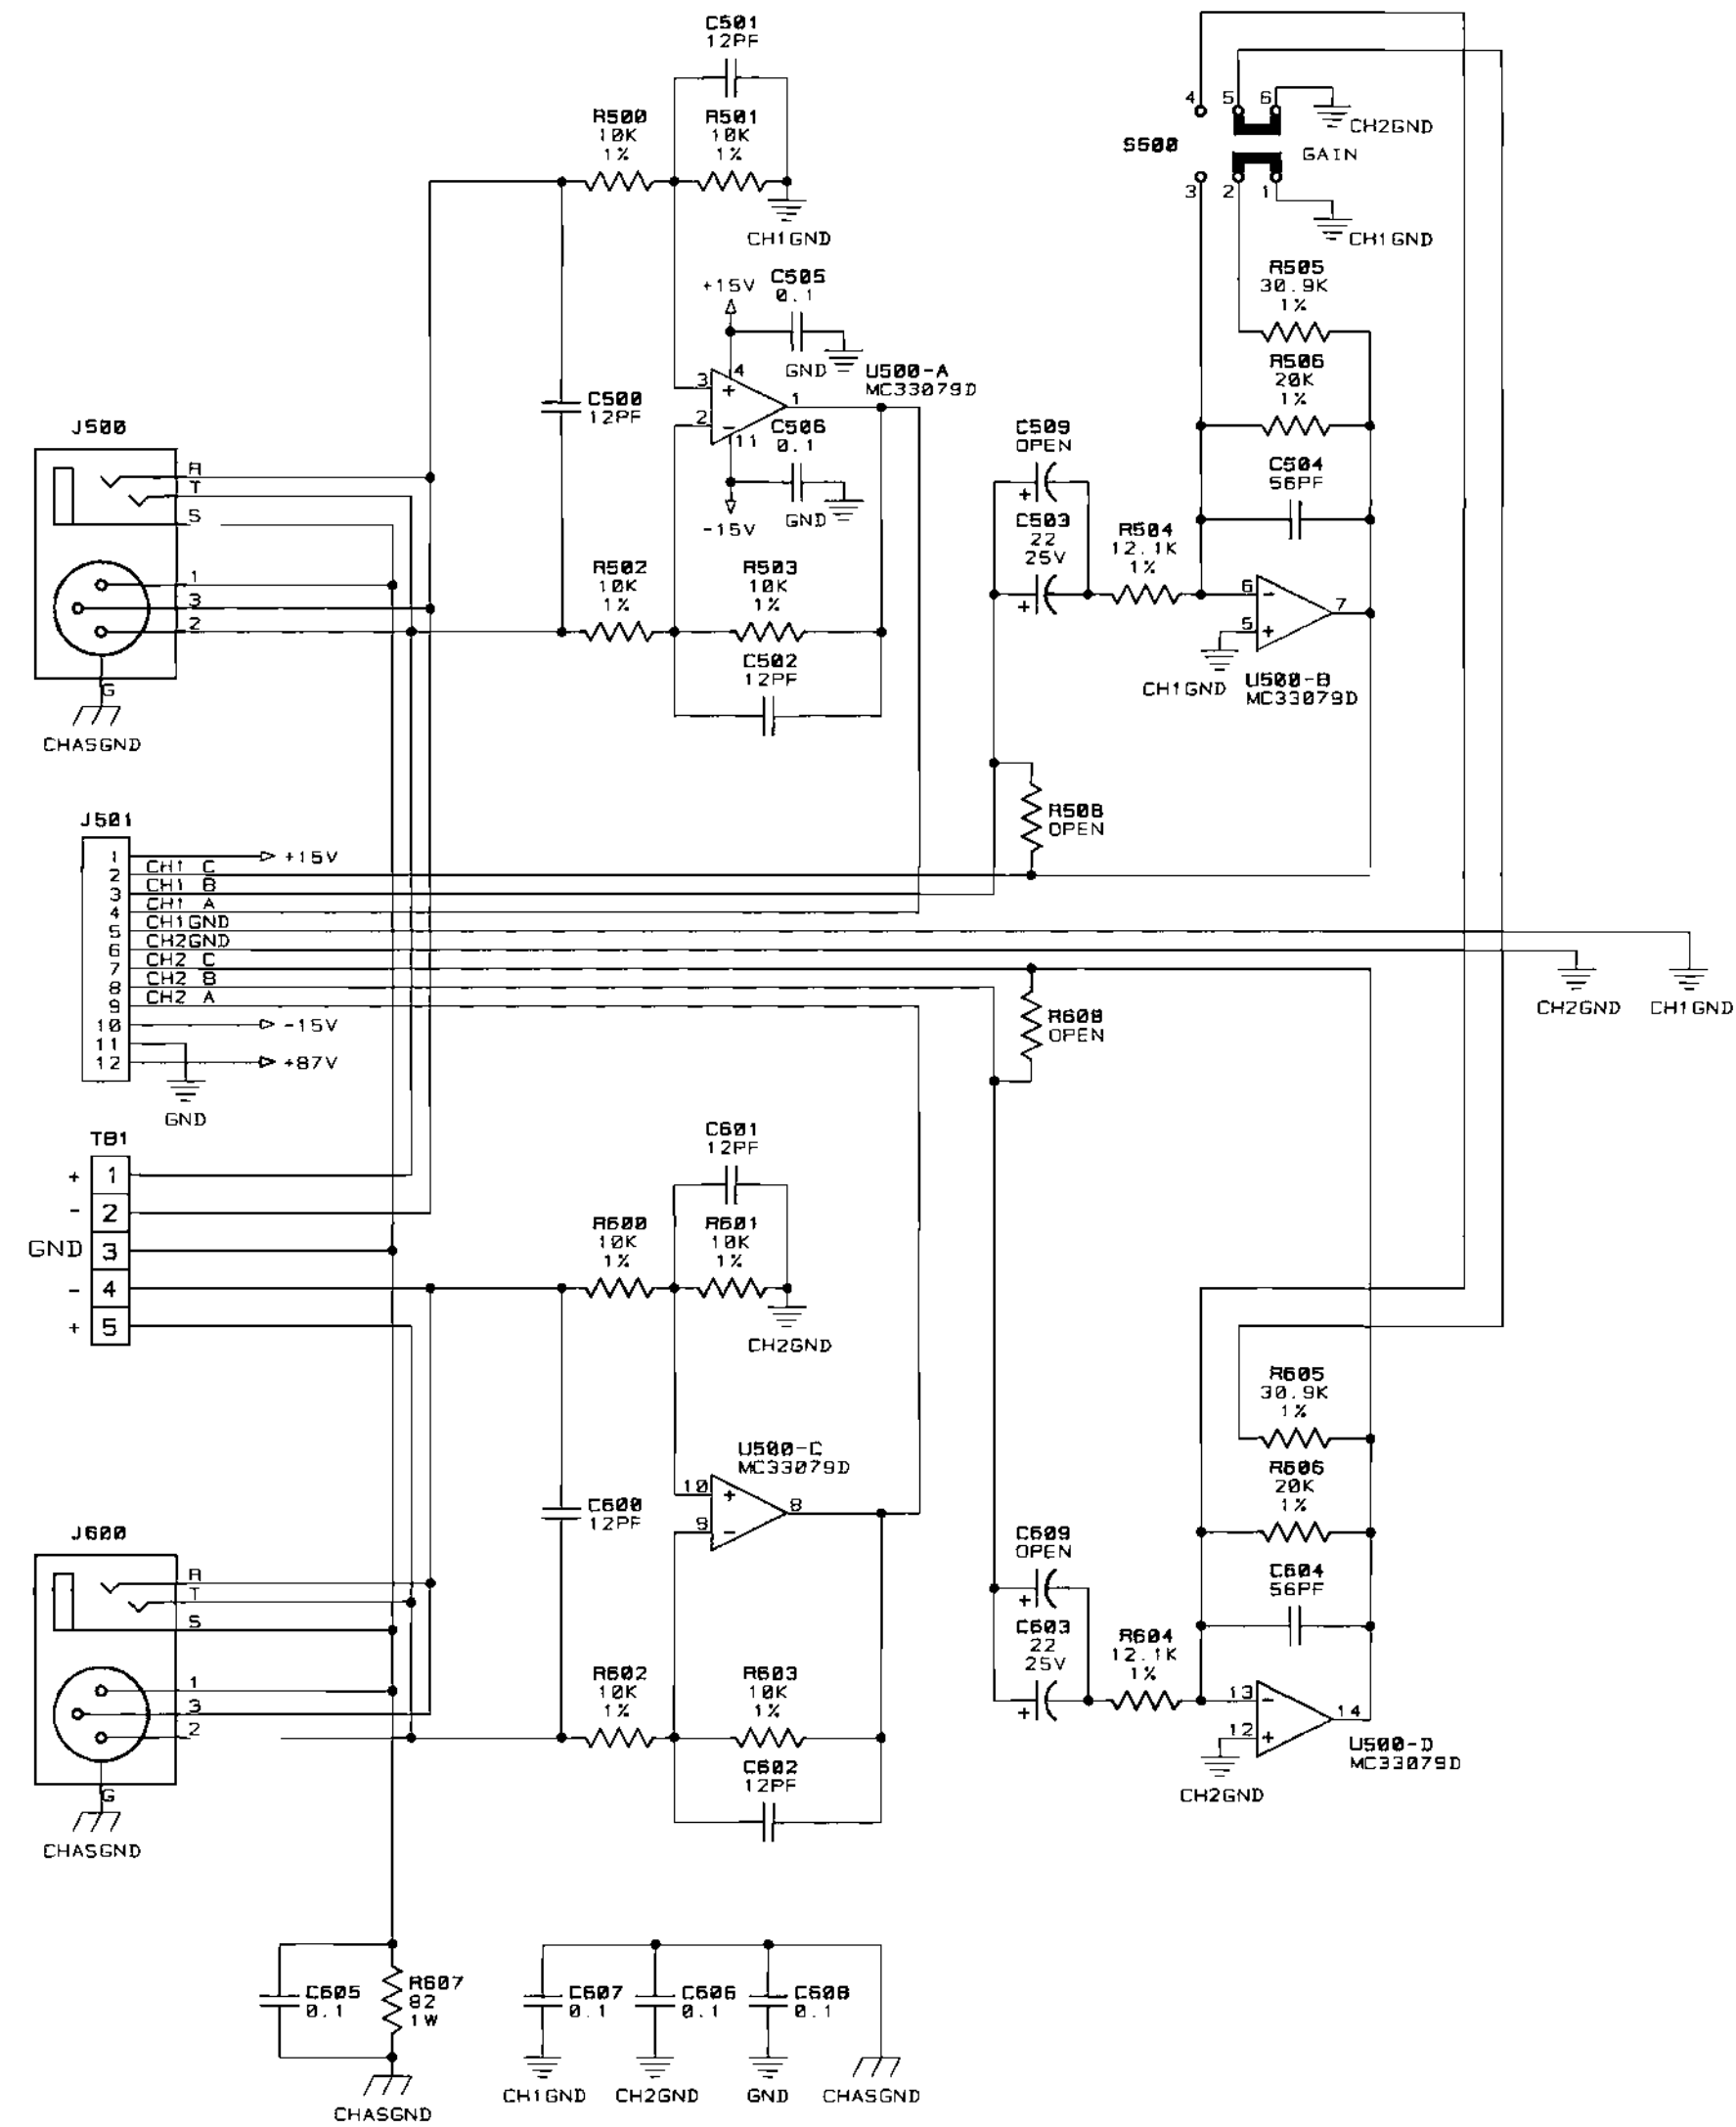 C501
12PF
R500
10K
1%
R501
10K
1%
CH1GND
4
5
6
CH2GND
S500
GAIN
3
2
1
CH1GND
+15V
C505
0.1
GND
U500-A
MC33079D
3
+
4
2
-
11
1
C506
0.1
GND
-15V
C500
12PF
R505
30.9K
1%
R506
20K
1%
C504
56PF
C509
OPEN
+
C503
22
25V
+
R504
12.1K
1%
6
-
5
+
7
CH1GND
U500-B
MC33079D
J500
R
T
S
1
3
2
G
CHASGND
R502
10K
1%
R503
10K
1%
C502
12PF
R508
OPEN
J501
1
+15V
2
CH1 C
3
CH1 B
4
CH1 A
5
CH1GND
6
CH2GND
7
CH2 C
8
CH2 B
9
CH2 A
10
-15V
11
12
+87V
GND
CH2GND
CH1GND
R608
OPEN
TB1
+
1
-
2
GND
3
-
4
+
5
C601
12PF
R600
10K
1%
R601
10K
1%
CH2GND
U500-C
MC33079D
10
+
9
-
8
C600
12PF
J600
R
T
S
1
3
2
G
CHASGND
R602
10K
1%
R603
10K
1%
C602
12PF
R605
30.9K
1%
R606
20K
1%
C604
56PF
C609
OPEN
+
C603
22
25V
+
R604
12.1K
1%
13
-
12
+
14
CH2GND
U500-D
MC33079D
C605
0.1
R607
82
1W
CHASGND
C607
0.1
C606
0.1
C608
0.1
CH1GND
CH2GND
GND
CHASGND